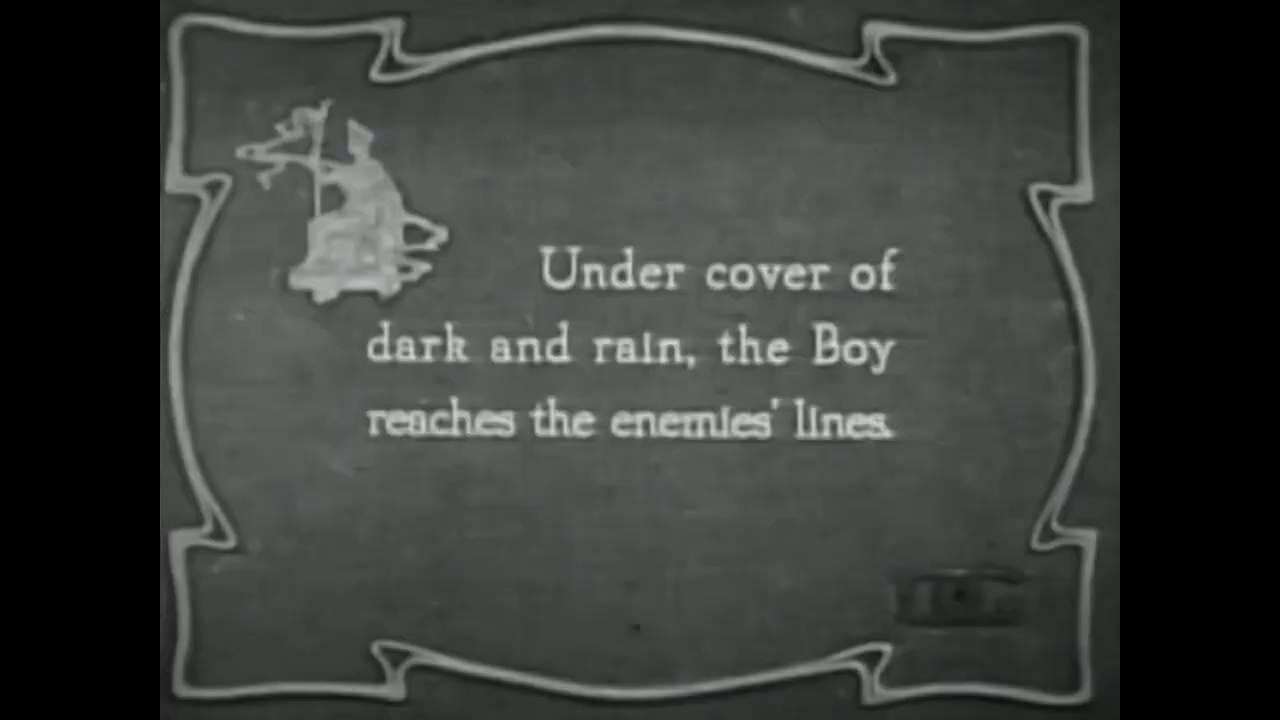 Under cover of
dark and rain, the Boy
reaches the enemies' lines.